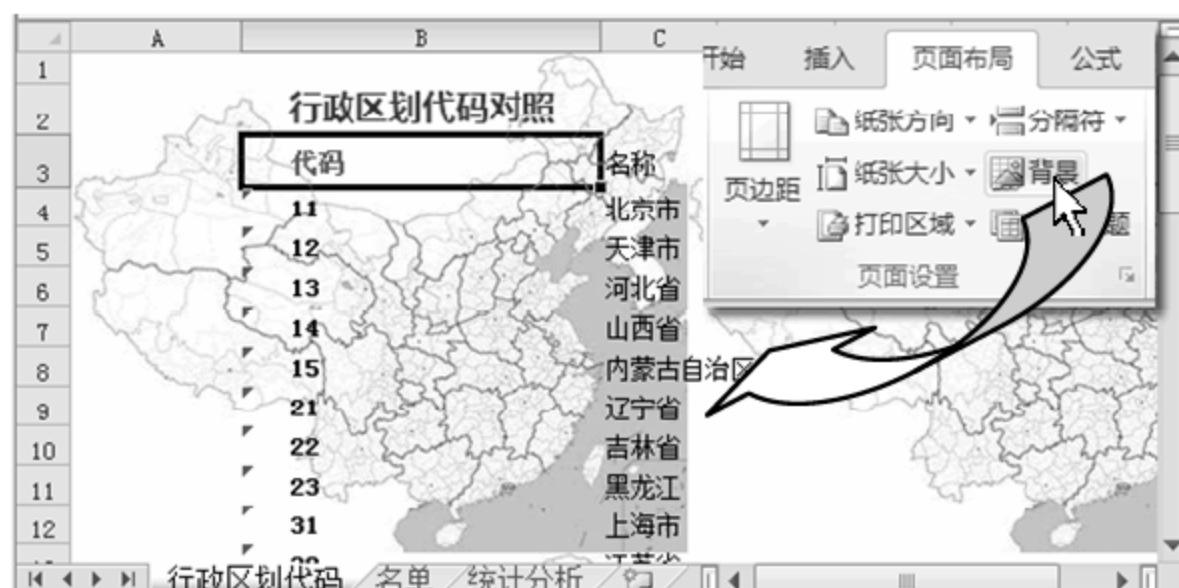 A B C
开始 插入 页面布局 公式
1
2 行政区划代码对照
3 代码 名称
4 11 北京市
5 12 天津市
6 13 河北省
7 14 山西省
8 15 内蒙古自治区
9 21 辽宁省
10 22 吉林省
11 23 黑龙江
12 31 上海市
页边距
纸张方向 分隔符
纸张大小 背景
打印区域 题
页面设置
行政区划代码 名单 统计分析